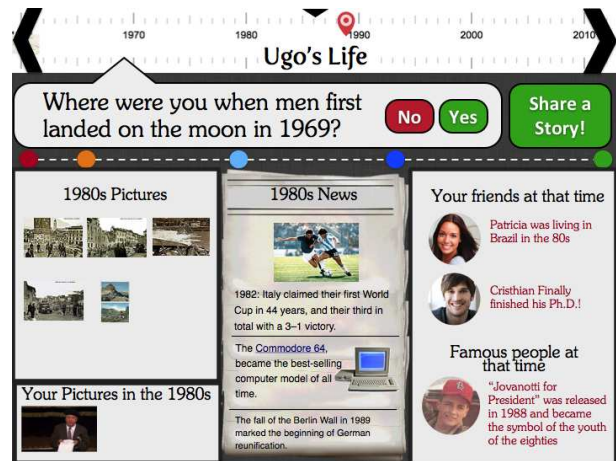 1970
1980
1990
2000
2010
Ugo's Life
Where were you when men first
landed on the moon in 1969?
No
Yes
Share a
Story!
1980s Pictures
1980s News
1982: Italy claimed their first World
Cup in 44 years, and their third in
total with a 3–1 victory.
The Commodore 64,
became the best-selling
computer model of all
time.
The fall of the Berlin Wall in 1989
marked the beginning of German
reunification.
Your friends at that time
Patricia was living in
Brazil in the 80s
Cristhian Finally
finished his Ph.D.!
Famous people at
that time
"Jovanotti for
President" was released
in 1988 and became
the symbol of the youth
of the eighties
Your Pictures in the 1980s